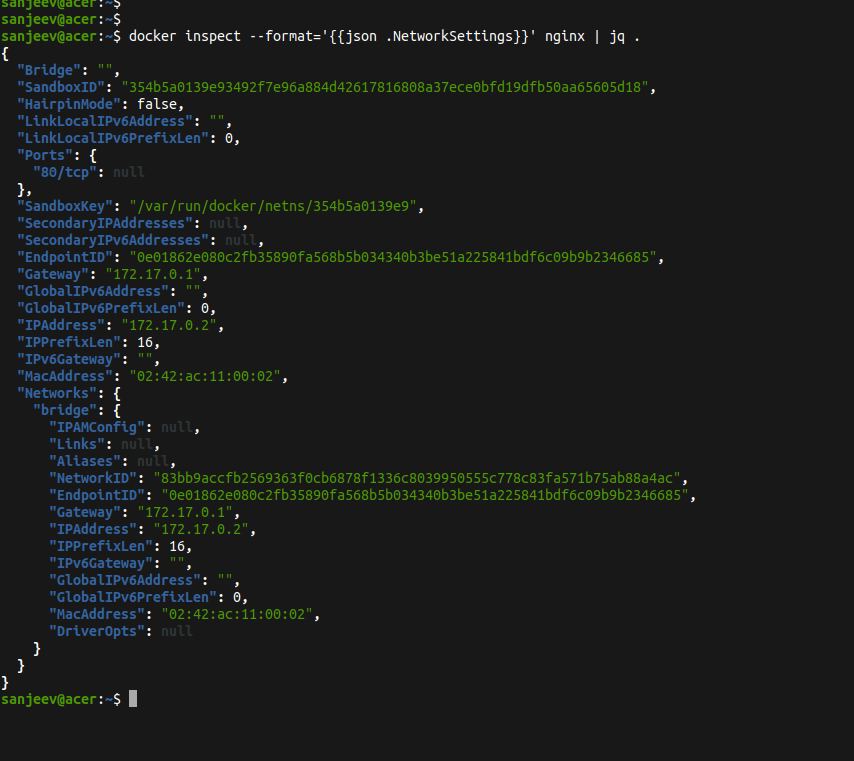 sanjeev@acer:~$
sanjeev@acer:~$
sanjeev@acer:~$ docker inspect --format='{{json .NetworkSettings}}' nginx | jq .
{
  "Bridge": "",
  "SandboxID": "354b5a0139e93492f7e96a884d42617816808a37ece0bfd19dfb50aa65605d18",
  "HairpinMode": false,
  "LinkLocalIPv6Address": "",
  "LinkLocalIPv6PrefixLen": 0,
  "Ports": {
    "80/tcp": null
  },
  "SandboxKey": "/var/run/docker/netns/354b5a0139e9",
  "SecondaryIPAddresses": null,
  "SecondaryIPv6Addresses": null,
  "EndpointID": "0e01862e080c2fb35890fa568b5b034340b3be51a225841bdf6c09b9b2346685",
  "Gateway": "172.17.0.1",
  "GlobalIPv6Address": "",
  "GlobalIPv6PrefixLen": 0,
  "IPAddress": "172.17.0.2",
  "IPPrefixLen": 16,
  "IPv6Gateway": "",
  "MacAddress": "02:42:ac:11:00:02",
  "Networks": {
    "bridge": {
      "IPAMConfig": null,
      "Links": null,
      "Aliases": null,
      "NetworkID": "83bb9accfb2569363f0cb6878f1336c8039950555c778c83fa571b75ab88a4ac",
      "EndpointID": "0e01862e080c2fb35890fa568b5b034340b3be51a225841bdf6c09b9b2346685",
      "Gateway": "172.17.0.1",
      "IPAddress": "172.17.0.2",
      "IPPrefixLen": 16,
      "IPv6Gateway": "",
      "GlobalIPv6Address": "",
      "GlobalIPv6PrefixLen": 0,
      "MacAddress": "02:42:ac:11:00:02",
      "DriverOpts": null
    }
  }
}
sanjeev@acer:~$